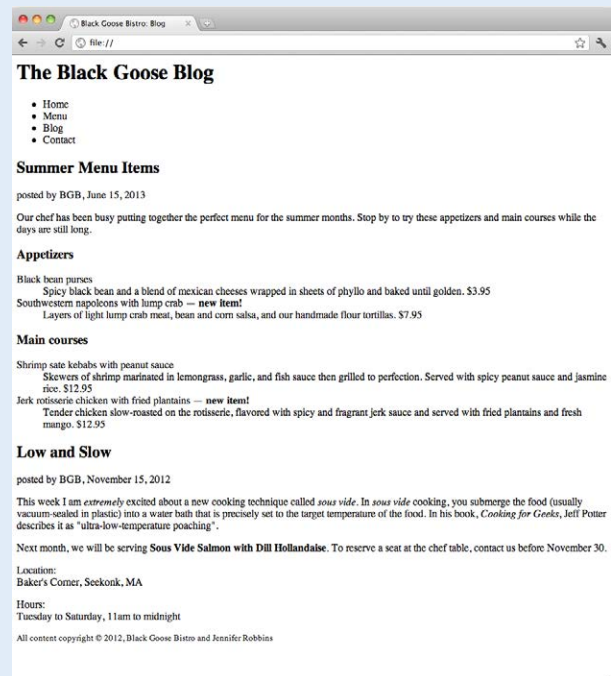 Black Goose Bistro: Blog
file://
The Black Goose Blog
• Home
• Menu
• Blog
• Contact
Summer Menu Items
posted by BGB, June 15, 2013
Our chef has been busy putting together the perfect menu for the summer months. Stop by to try these appetizers and main courses while the
days are still long.
Appetizers
Black bean purses
Spicy black bean and a blend of mexican cheeses wrapped in sheets of phyllo and baked until golden. $3.95
Southwestern napoleons with lump crab — new item!
Layers of light lump crab meat, bean and corn salsa, and our handmade flour tortillas. $7.95
Main courses
Shrimp sate kebabs with peanut sauce
Skewers of shrimp marinated in lemongrass, garlic, and fish sauce then grilled to perfection. Served with spicy peanut sauce and jasmine
rice. $12.95
Jerk rotisserie chicken with fried plantains — new item!
Tender chicken slow-roasted on the rotisserie, flavored with spicy and fragrant jerk sauce and served with fried plantains and fresh
mango. $12.95
Low and Slow
posted by BGB, November 15, 2012
This week I am extremely excited about a new cooking technique called sous vide. In sous vide cooking, you submerge the food (usually
vacuum-sealed in plastic) into a water bath that is precisely set to the target temperature of the food. In his book, Cooking for Geeks, Jeff Potter
describes it as "ultra-low-temperature poaching".
Next month, we will be serving Sous Vide Salmon with Dill Hollandaise. To reserve a seat at the chef table, contact us before November 30.
Location:
Baker's Corner, Seekonk, MA
Hours:
Tuesday to Saturday, 11am to midnight
All content copyright © 2012, Black Goose Bistro and Jennifer Robbins